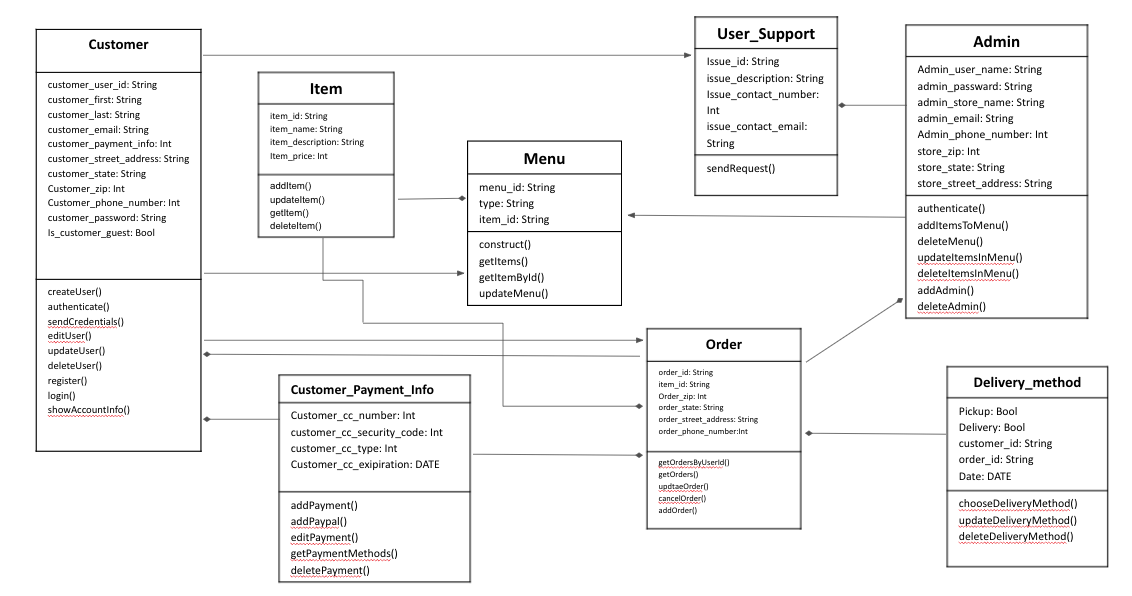 Customer
customer_user_id: String
customer_first: String
customer_last: String
customer_email: String
customer_payment_info: Int
customer_street_address: String
customer_state: String
Customer_zip: Int
Customer_phone_number: Int
customer_password: String
Is_customer_guest: Bool
createUser()
authenticate()
sendCredentials()
editUser()
updateUser()
deleteUser()
register()
login()
showAccountInfo()
Item
item_id: String
item_name: String
item_description: String
Item_price: Int
addItem()
updateItem()
getItem()
deleteItem()
Menu
menu_id: String
type: String
item_id: String
construct()
getItems()
getItemById()
updateMenu()
User_Support
Issue_id: String
issue_description: String
Issue_contact_number:
Int
issue_contact_email:
String
sendRequest()
Admin
Admin_user_name: String
admin_passward: String
admin_store_name: String
admin_email: String
Admin_phone_number: Int
store_zip: Int
store_state: String
store_street_address: String
authenticate()
addItemsToMenu()
deleteMenu()
updateItemsInMenu()
deleteItemsInMenu()
addAdmin()
deleteAdmin()
Customer_Payment_Info
Customer_cc_number: Int
customer_cc_security_code: Int
customer_cc_type: Int
Customer_cc_exipiration: DATE
addPayment()
addPaypal()
editPayment()
getPaymentMethods()
deletePayment()
Order
order_id: String
item_id: String
Order_zip: Int
order_state: String
order_street_address: String
order_phone_number:Int
getOrdersByUserId()
getOrders()
updtaeOrder()
cancelOrder()
addOrder()
Delivery_method
Pickup: Bool
Delivery: Bool
customer_id: String
order_id: String
Date: DATE
chooseDeliveryMethod()
updateDeliveryMethod()
deleteDeliveryMethod()